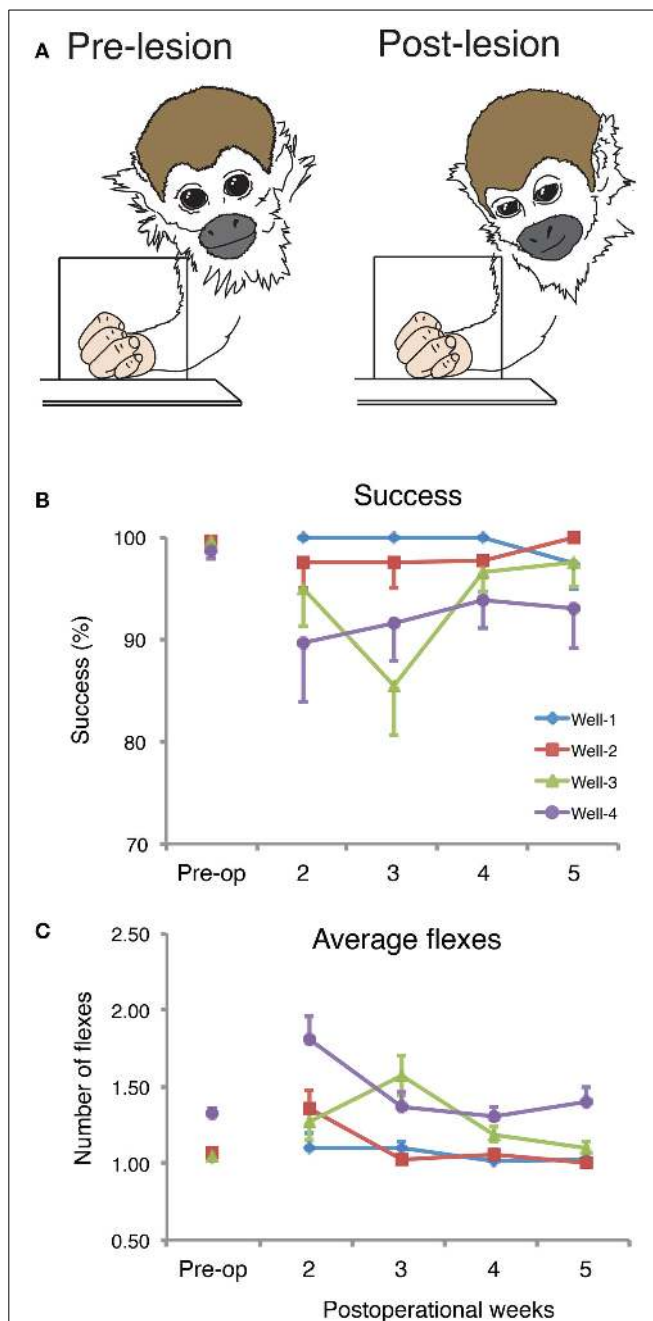 A Pre-lesion Post-lesion
B Success
100
90
80
70
Success (%)
Well-1
Well-2
Well-3
Well-4
Pre-op 2 3 4 5
C Average flexes
2.50
2.00
1.50
1.00
0.50
Number of flexes
Pre-op 2 3 4 5
Postoperational weeks